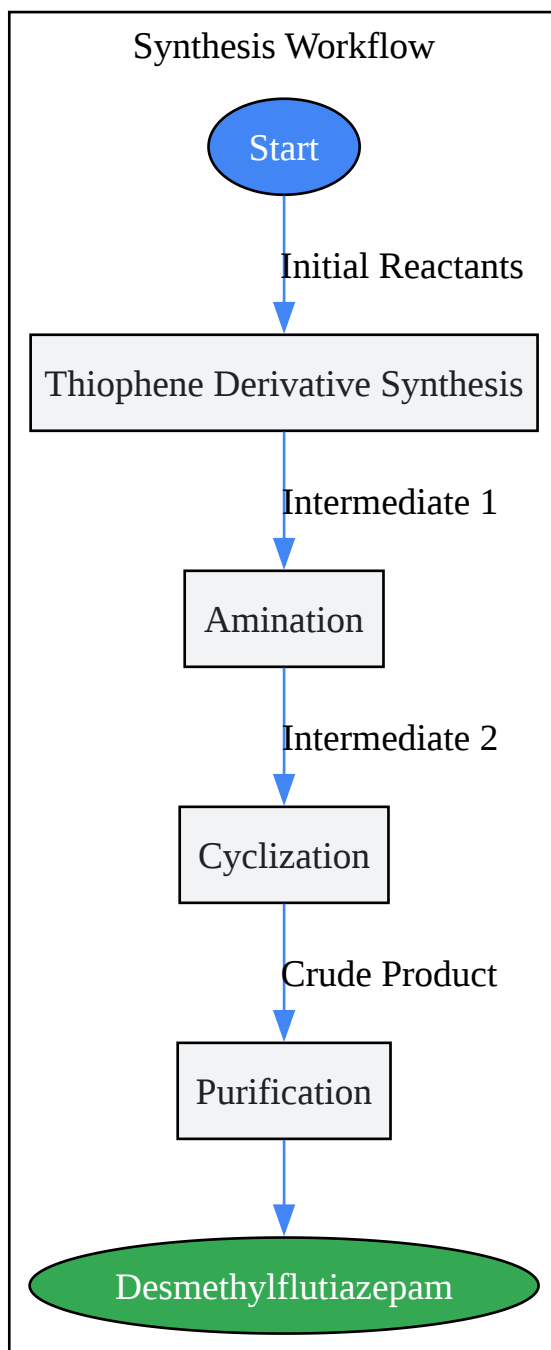 Synthesis Workflow
Start
Initial Reactants
Thiophene Derivative Synthesis
Intermediate 1
Amination
Intermediate 2
Cyclization
Crude Product
Purification
Desmethylflutiazepam